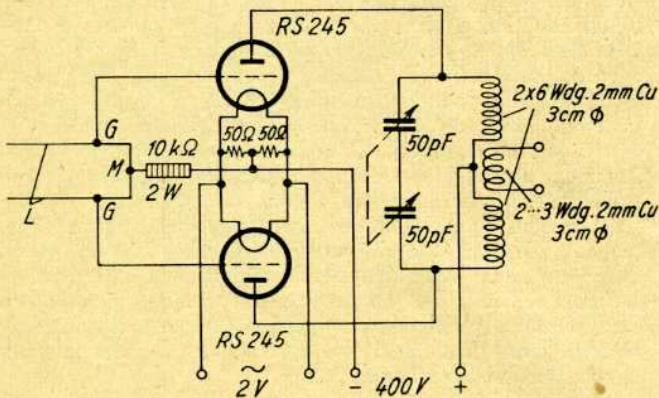 RS 245
G
10 kΩ
M
2 W
L
G
50Ω 50Ω
50pF
50pF
2x6 Wdg. 2mm Cu
3cm Φ
2···3 Wdg. 2mm Cu
3cm Φ
RS 245
~
2V
- 400V +